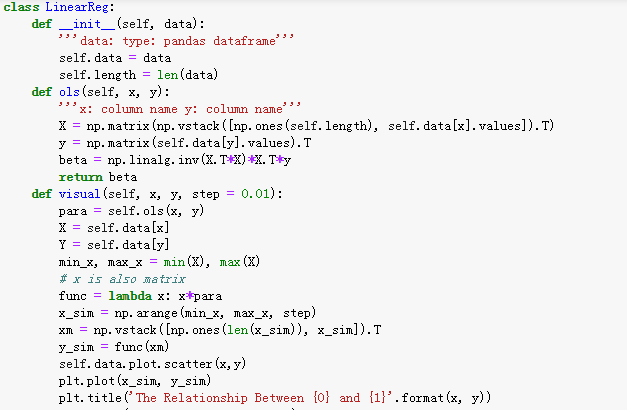 class LinearReg:
    def __init__(self, data):
        '''data: type: pandas dataframe'''
        self.data = data
        self.length = len(data)
    def ols(self, x, y):
        '''x: column name y: column name'''
        X = np.matrix(np.vstack([np.ones(self.length), self.data[x].values]).T)
        y = np.matrix(self.data[y].values).T
        beta = np.linalg.inv(X.T*X)*X.T*y
        return beta
    def visual(self, x, y, step = 0.01):
        para = self.ols(x, y)
        X = self.data[x]
        Y = self.data[y]
        min_x, max_x = min(X), max(X)
        # x is also matrix
        func = lambda x: x*para
        x_sim = np.arange(min_x, max_x, step)
        xm = np.vstack([np.ones(len(x_sim)), x_sim]).T
        y_sim = func(xm)
        self.data.plot.scatter(x,y)
        plt.plot(x_sim, y_sim)
        plt.title('The Relationship Between {0} and {1}'.format(x, y))